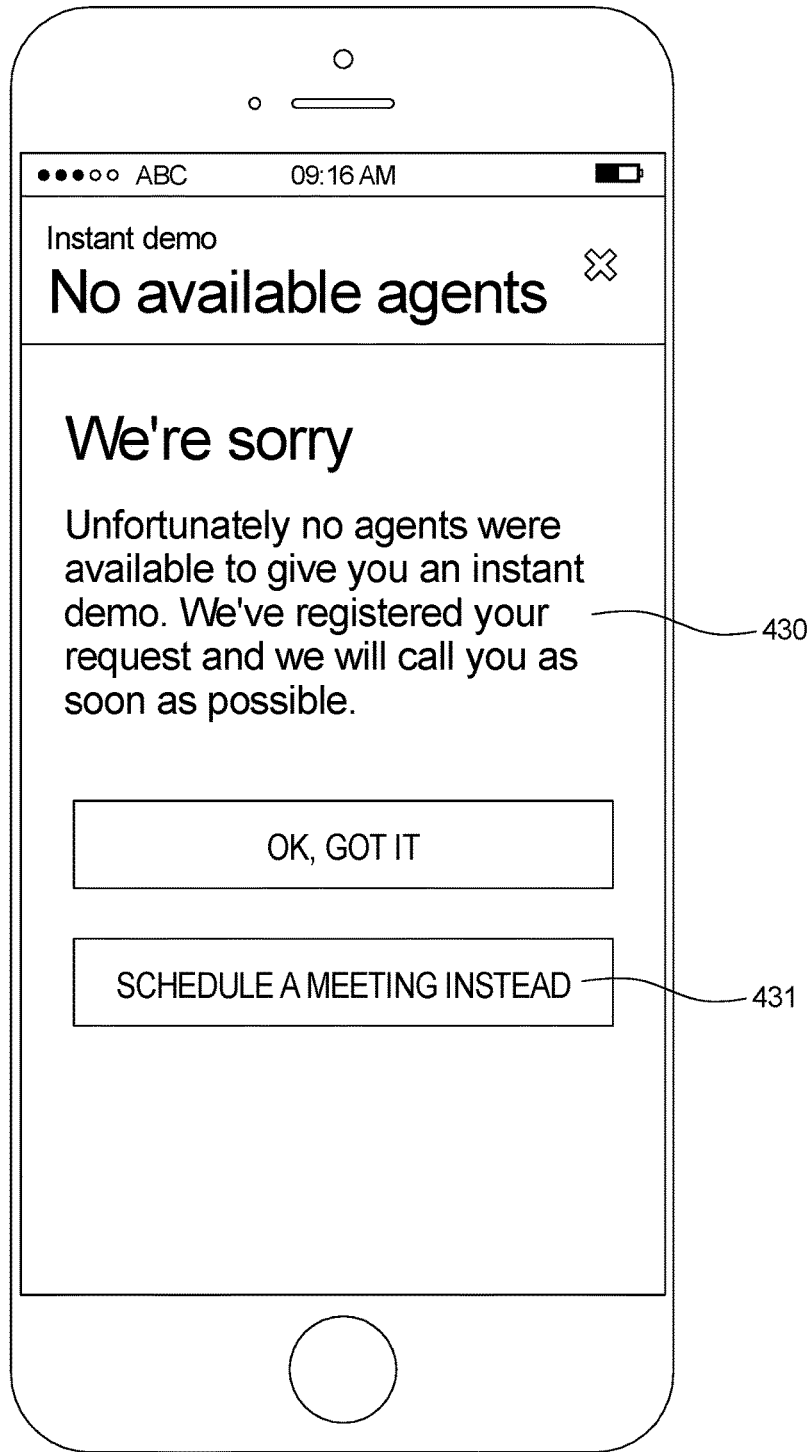 ABC 09:16 AM
Instant demo
No available agents
We're sorry
Unfortunately no agents were
available to give you an instant
demo. We've registered your
request and we will call you as
soon as possible.
430
OK, GOT IT
SCHEDULE A MEETING INSTEAD
431